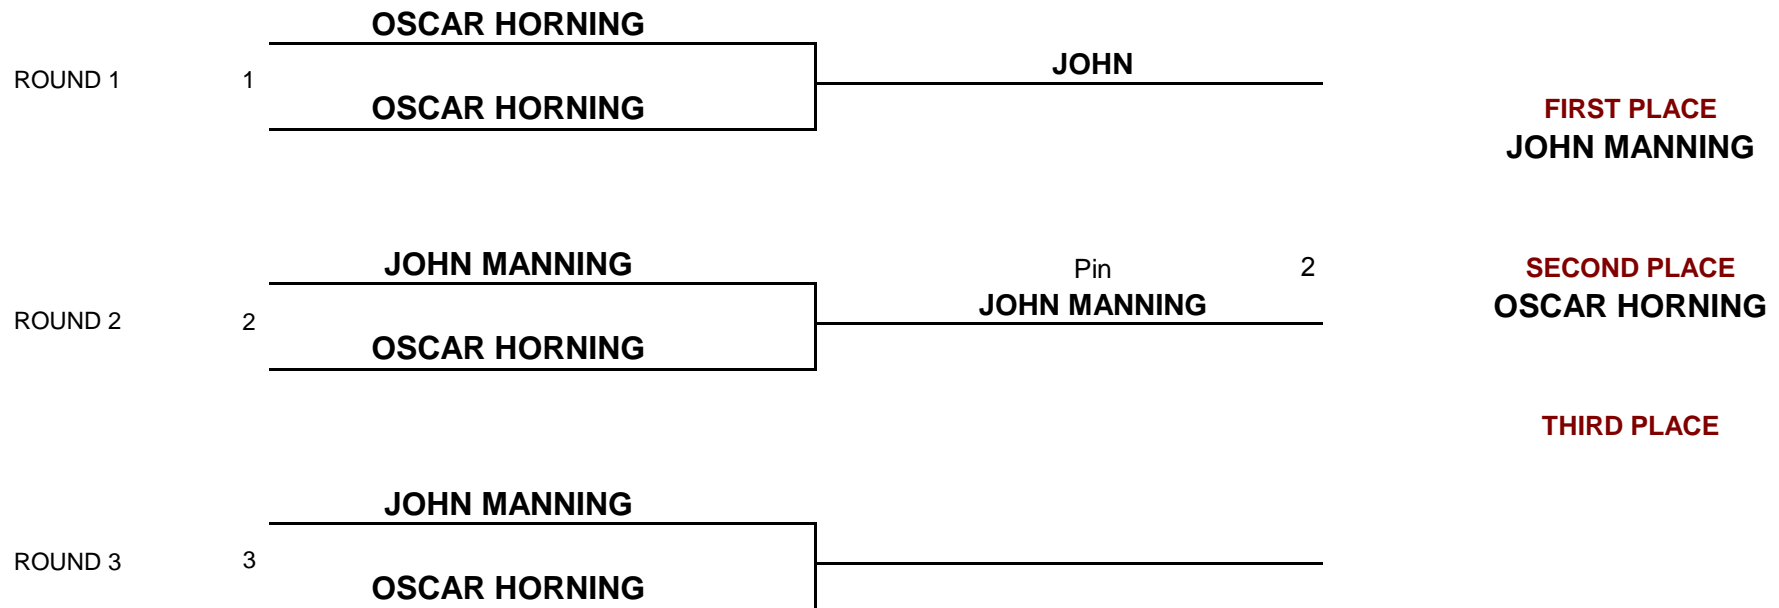 OSCAR HORNING
ROUND 1
1
JOHN
OSCAR HORNING
FIRST PLACE
JOHN MANNING
JOHN MANNING
Pin
2
SECOND PLACE
ROUND 2
2
JOHN MANNING
OSCAR HORNING
OSCAR HORNING
THIRD PLACE
JOHN MANNING
ROUND 3
3
OSCAR HORNING